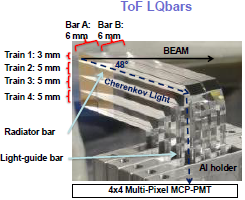 ToF LQbars
Bar A: Bar B:
6 mm 6 mm
Train 1: 3 mm
Train 2: 5 mm
Train 3: 5 mm
Train 4: 5 mm
BEAM
48°
Cherenkov Light
Radiator bar
Light-guide bar
Al holder
4x4 Multi-Pixel MCP-PMT